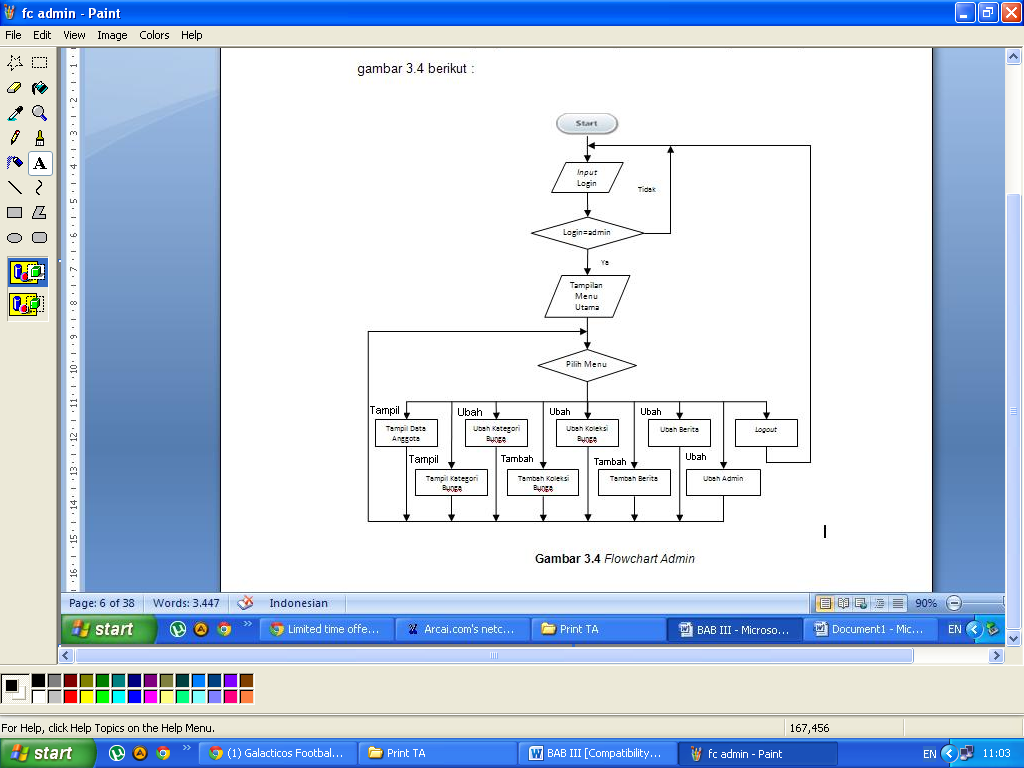 fc admin - Paint
File Edit View Image Colors Help
gambar 3.4 berikut :
Start
Input
Login
Tidak
Login=admin
Ya
Tampilan
Menu
Utama
Pilih Menu
Tampil
Ubah
Ubah
Ubah
Tampil Data
Anggota
Ubah Kategori
Bunga
Ubah Koleksi
Bunga
Ubah Berita
Logout
Tampil
Tambah
Tambah
Ubah
Tampil Kategori
Bunga
Tambah Koleksi
Bunga
Tambah Berita
Ubah Admin
Gambar 3.4 Flowchart Admin
Page: 6 of 38 Words: 3.447 Indonesian 90%
start Limited time offe... Arcai.com's netc... Print TA BAB III - Microso... Document1 - Mic... EN
For Help, click Help Topics on the Help Menu. 167,456
start (1) Galacticos Footbal... Print TA BAB III [Compatibility... fc admin - Paint EN 11:03